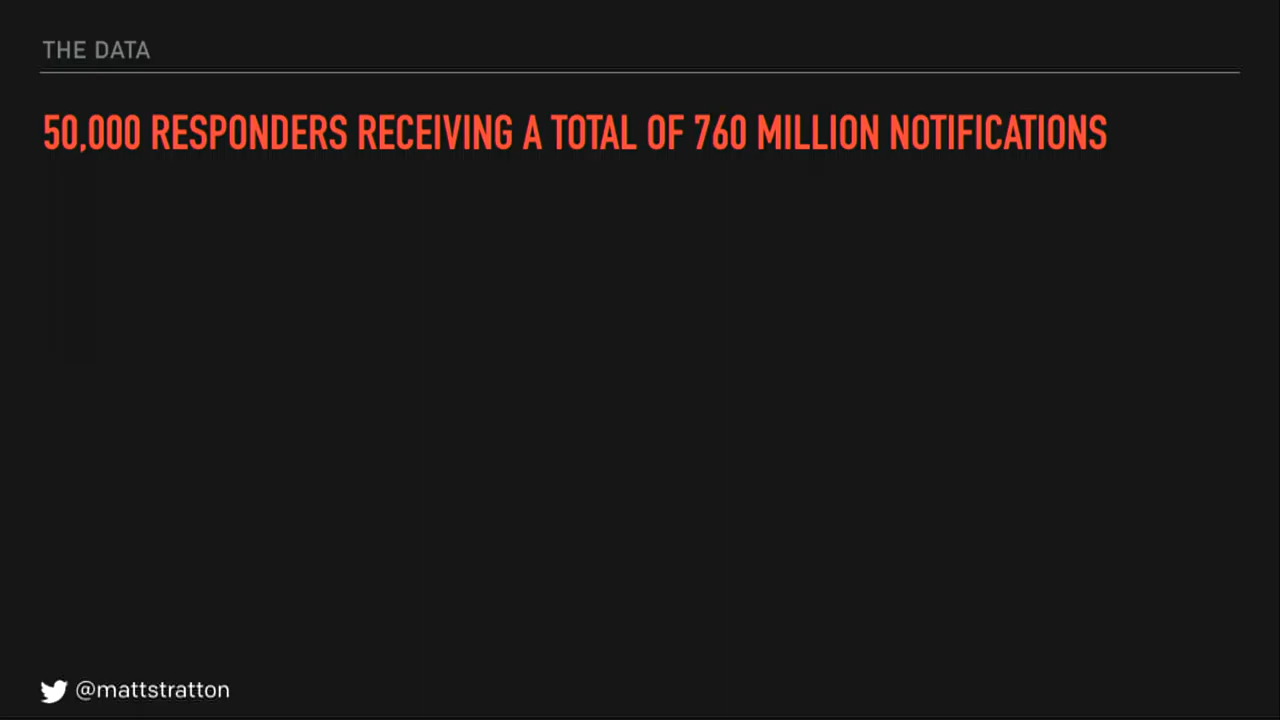 THE DATA
50,000 RESPONDERS RECEIVING A TOTAL OF 760 MILLION NOTIFICATIONS
@mattstratton